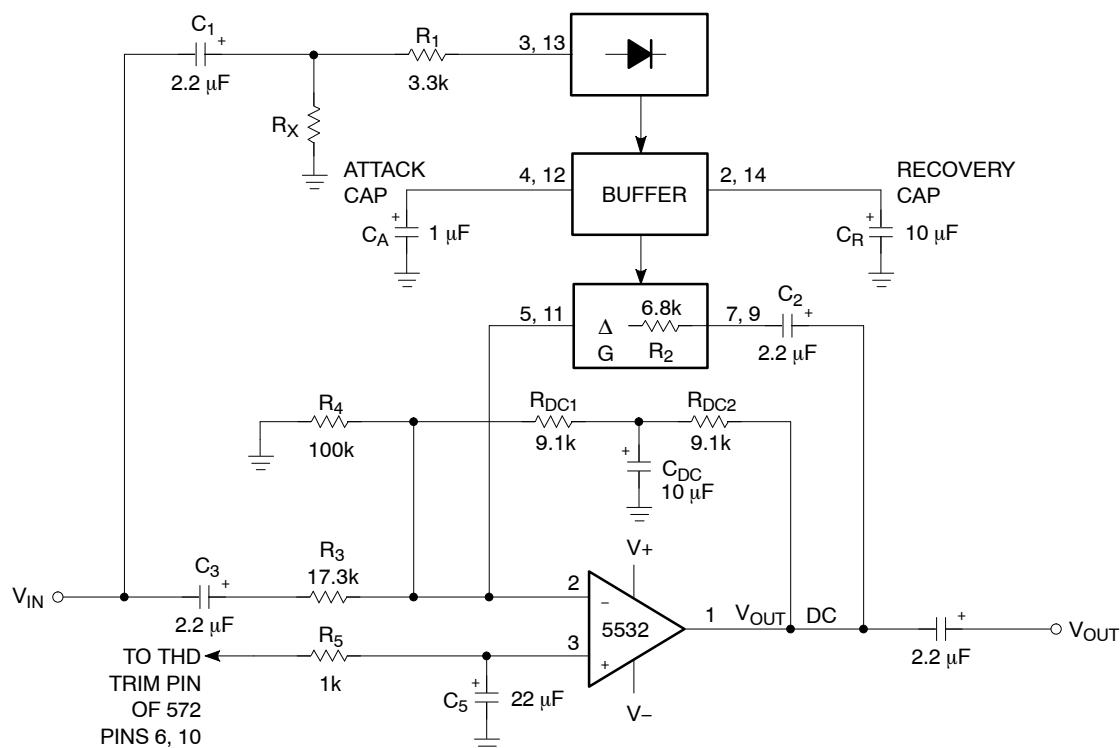 C1
+
2.2 μF
R1
3.3k
3, 13
RX
ATTACK
CAP
4, 12
BUFFER
2, 14
RECOVERY
CAP
+
CA
1 μF
+
CR
10 μF
5, 11
Δ
G
6.8k
R2
7, 9
C2
+
2.2 μF
R4
100k
RDC1
9.1k
RDC2
9.1k
+
CDC
10 μF
VIN
C3
+
2.2 μF
R3
17.3k
2
−
5532
3
+
V+
V−
1
VOUT
DC
+
2.2 μF
VOUT
TO THD
TRIM PIN
OF 572
PINS 6, 10
R5
1k
+
C5
22 μF